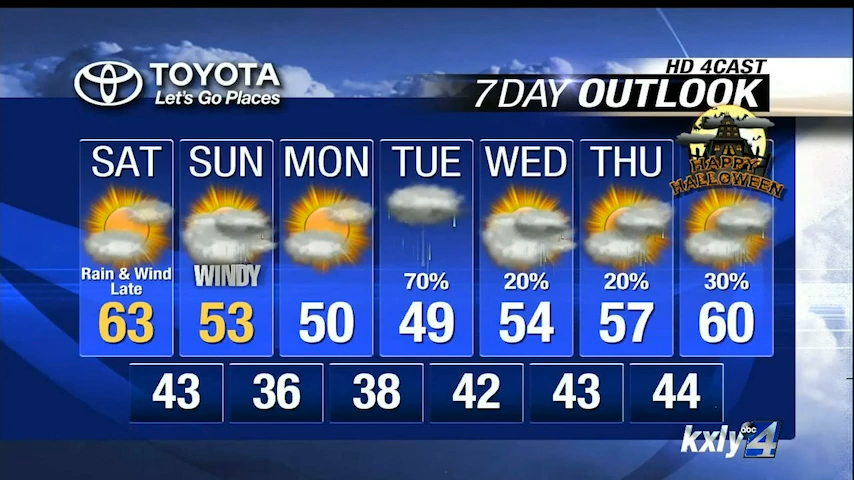 TOYOTA
Let's Go Places
HD 4CAST
7DAY OUTLOOK
SAT SUN MON TUE WED THU HAPPY HALLOWEEN
Rain & Wind Late WINDY 70% 20% 20% 30%
63 53 50 49 54 57 60
43 36 38 42 43 44
kxly abc 4